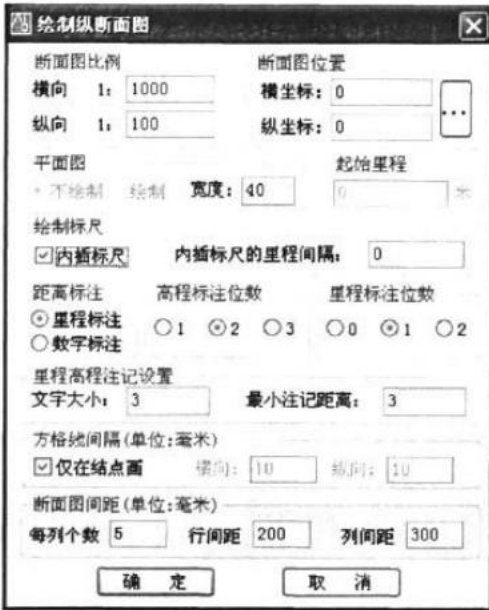 绘制纵断面图
断面图比例 断面图位置
横向 1: 1000 横坐标: 0
纵向 1: 100 纵坐标: 0
...
平面图 起始里程
不绘制 绘制 宽度: 40 0 米
绘制标尺
内插标尺 内插标尺的里程间隔: 0
距离标注 高程标注位数 里程标注位数
里程标注 1 2 3 0 1 2
数字标注
里程高程注记设置
文字大小: 3 最小注记距离: 3
方格线间隔(单位:毫米)
仅在结点画 横向: 10 纵向: 10
断面图间距(单位:毫米)
每列个数 5 行间距 200 列间距 300
确 定 取 消